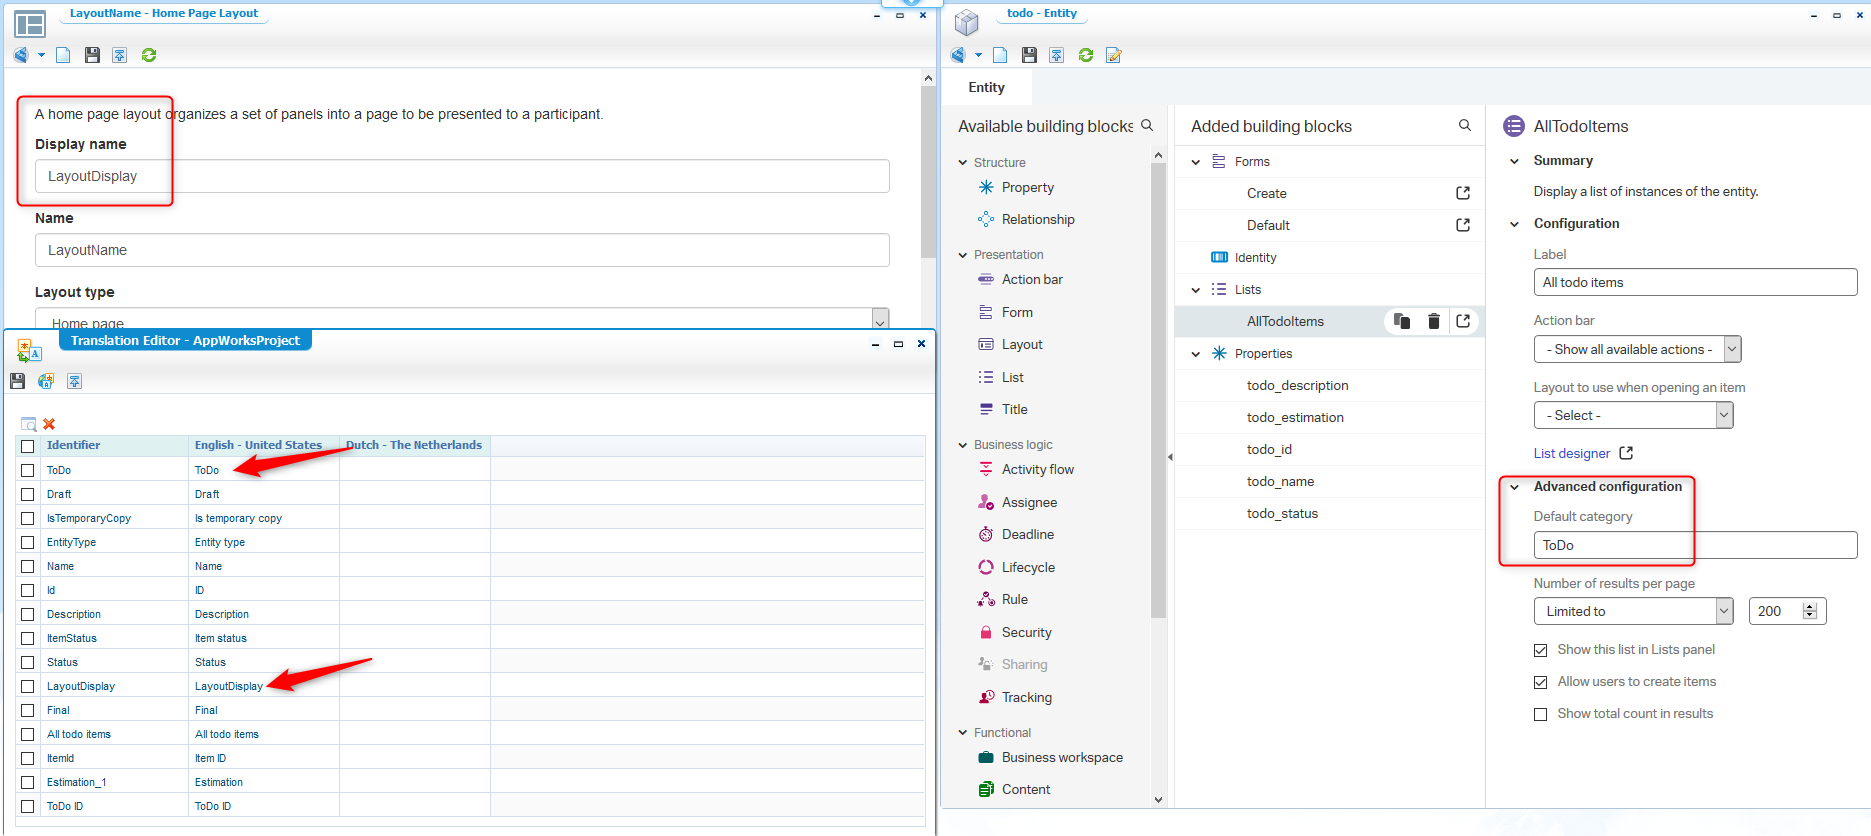 LayoutName - Home Page Layout
A home page layout organizes a set of panels into a page to be presented to a participant.
Display name
LayoutDisplay
Name
LayoutName
Layout type
Home page
Translation Editor - AppWorksProject
Identifier English - United States Dutch - The Netherlands
ToDo ToDo
Draft Draft
IsTemporaryCopy Is temporary copy
EntityType Entity type
Name Name
Id ID
Description Description
ItemStatus Item status
Status Status
LayoutDisplay LayoutDisplay
Final Final
All todo items All todo items
ItemId Item ID
Estimation_1 Estimation
ToDo ID ToDo ID
todo - Entity
Entity
Available building blocks
Structure
Property
Relationship
Presentation
Action bar
Form
Layout
List
Title
Business logic
Activity flow
Assignee
Deadline
Lifecycle
Rule
Security
Sharing
Tracking
Functional
Business workspace
Content
Added building blocks
Forms
Create
Default
Identity
Lists
AllTodoItems
Properties
todo_description
todo_estimation
todo_id
todo_name
todo_status
AllTodoItems
Summary
Display a list of instances of the entity.
Configuration
Label
All todo items
Action bar
- Show all available actions -
Layout to use when opening an item
- Select -
List designer
Advanced configuration
Default category
ToDo
Number of results per page
Limited to 200
Show this list in Lists panel
Allow users to create items
Show total count in results